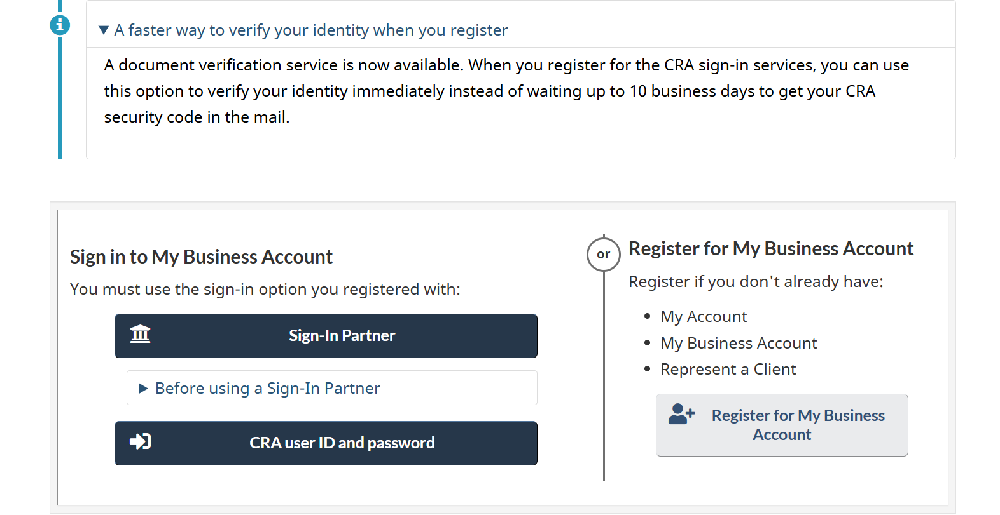 A faster way to verify your identity when you register
A document verification service is now available. When you register for the CRA sign-in services, you can use
this option to verify your identity immediately instead of waiting up to 10 business days to get your CRA
security code in the mail.
Sign in to My Business Account
You must use the sign-in option you registered with:
Sign-In Partner
Before using a Sign-In Partner
CRA user ID and password
or
Register for My Business Account
Register if you don't already have:
My Account
My Business Account
Represent a Client
Register for My Business
Account